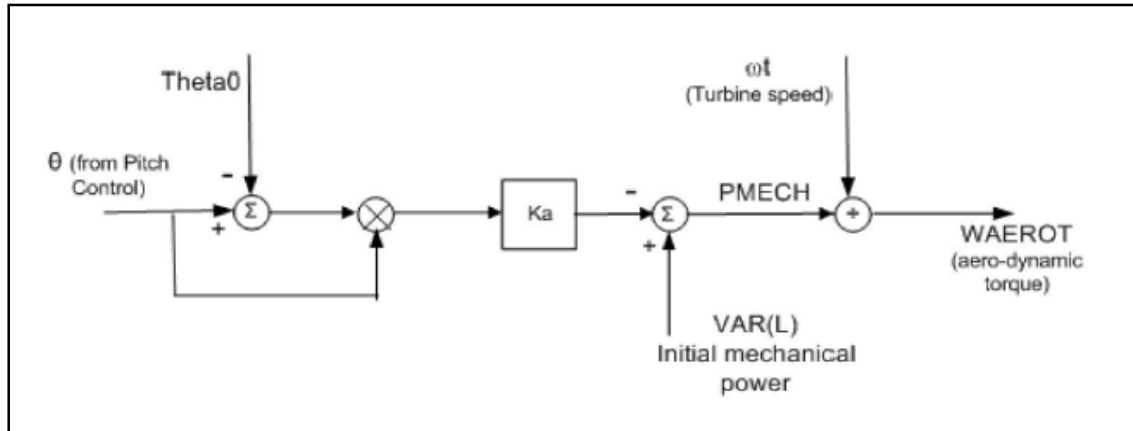 Theta0
ωt
(Turbine speed)
θ (from Pitch
Control)
-
Σ
+
Ka
-
Σ
+
PMECH
÷
WAEROT
(aero-dynamic
torque)
VAR(L)
Initial mechanical
power